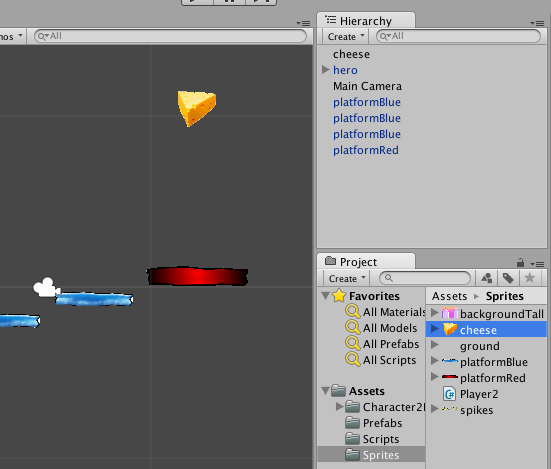 Hierarchy
nos
All
Create
All
cheese
hero
Main Camera
platformBlue
platformBlue
platformBlue
platformRed
Project
Create
Favorites
All Materials
All Models
All Prefabs
All Scripts
Assets
Character2
Prefabs
Scripts
Sprites
Assets
Sprites
backgroundTall
cheese
ground
platformBlue
platformRed
Player2
spikes